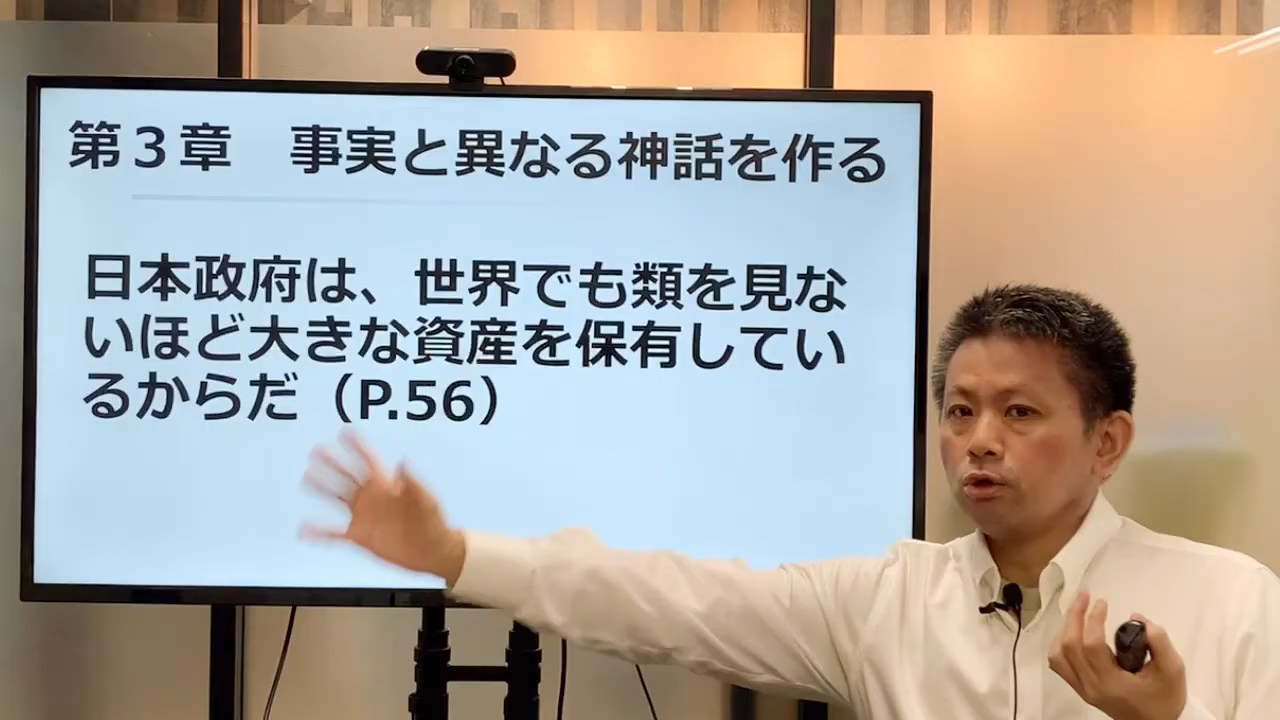 第３章　事実と異なる神話を作る
日本政府は、世界でも類を見な
いほど大きな資産を保有してい
るからだ（P.56）